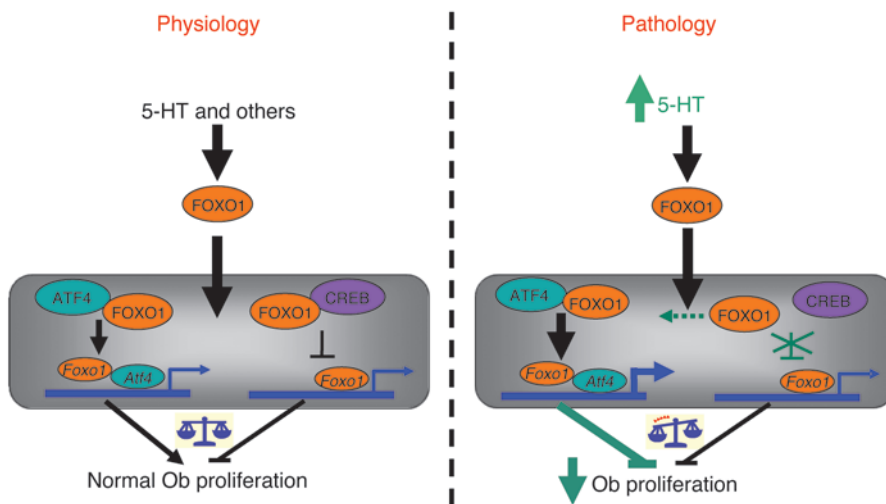 Physiology
5-HT and others
FOXO1
ATF4
FOXO1
FOXO1
CREB
Foxo1
Atf4
Foxo1
Normal Ob proliferation
Pathology
5-HT
FOXO1
ATF4
FOXO1
FOXO1
CREB
Foxo1
Atf4
Foxo1
Ob proliferation